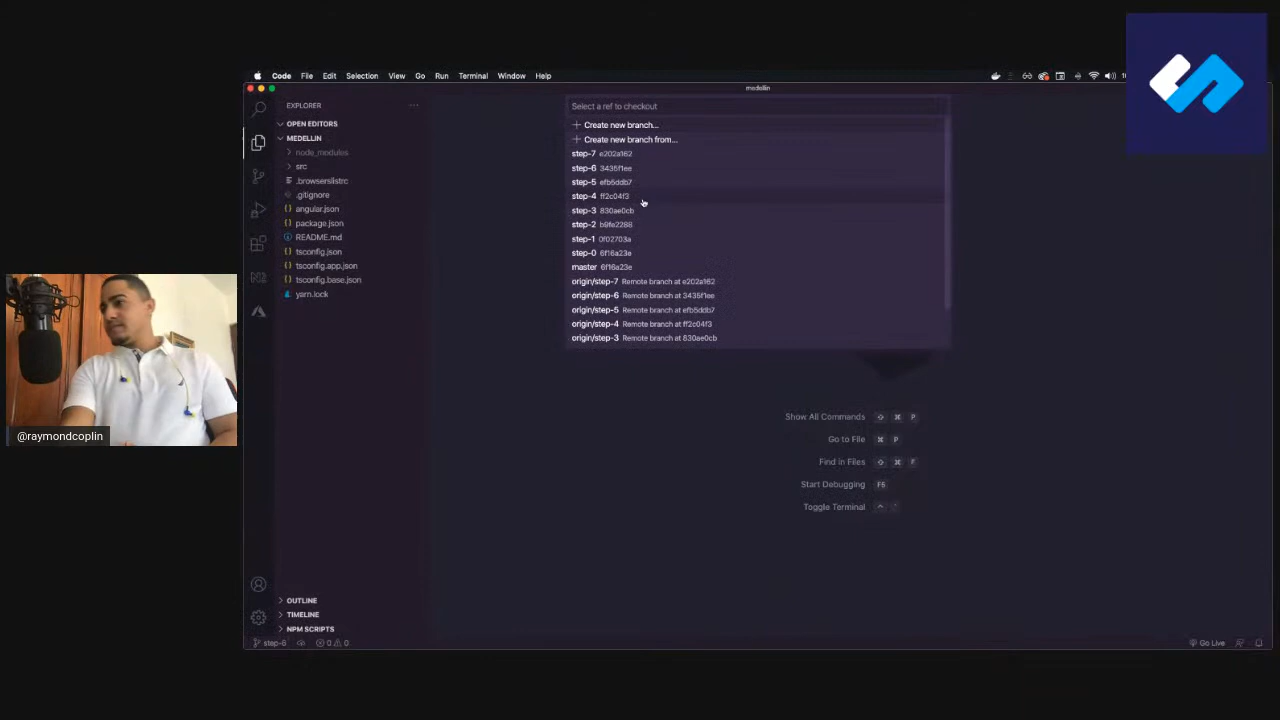 Code File Edit Selection View Go Run Terminal Window Help
medellin
EXPLORER
OPEN EDITORS
MEDELLIN
node_modules
src
.browserslistrc
.gitignore
angular.json
package.json
README.md
tsconfig.json
tsconfig.app.json
tsconfig.base.json
yarn.lock
Select a ref to checkout
Create new branch...
Create new branch from...
step-7 e202a162
step-6 3435f1ee
step-5 efb5ddb7
step-4 ff2c04f3
step-3 830ae0cb
step-2 b9fe2288
step-1 0f02703a
step-0 6f16a23e
master 6f16a23e
origin/step-7 Remote branch at e202a162
origin/step-6 Remote branch at 3435f1ee
origin/step-5 Remote branch at efb5ddb7
origin/step-4 Remote branch at ff2c04f3
origin/step-3 Remote branch at 830ae0cb
Show All Commands ⇧ ⌘ P
Go to File ⌘ P
Find in Files ⇧ ⌘ F
Start Debugging F5
Toggle Terminal ^ `
@raymondcoplin
OUTLINE
TIMELINE
NPM SCRIPTS
step-6 0 0
Go Live